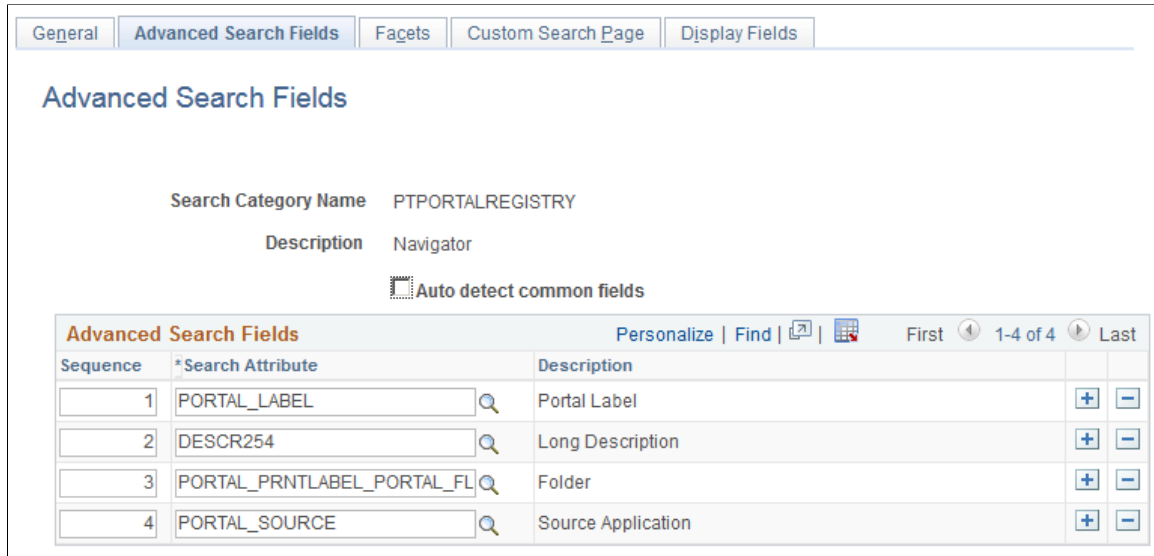 General Advanced Search Fields Facets Custom Search Page Display Fields
Advanced Search Fields
Search Category Name PTPORTALREGISTRY
Description Navigator
Auto detect common fields
Advanced Search Fields Personalize | Find | | First 1-4 of 4 Last
Sequence *Search Attribute Description
1 PORTAL_LABEL Portal Label
2 DESCR254 Long Description
3 PORTAL_PRNTLABEL_PORTAL_FL Folder
4 PORTAL_SOURCE Source Application